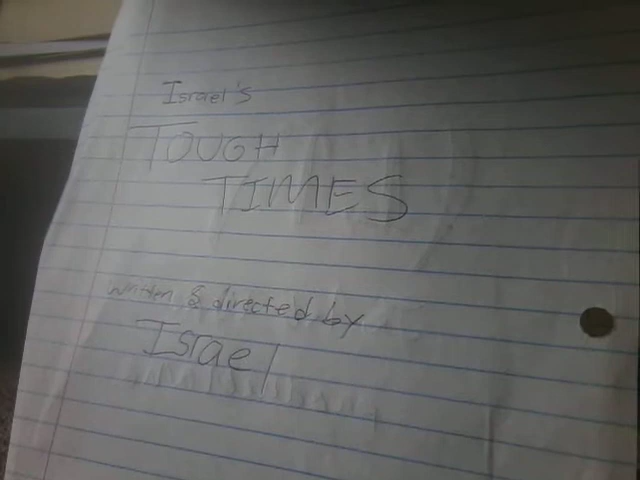 Israel's
TOUGH
TIMES
written & directed by
Israel